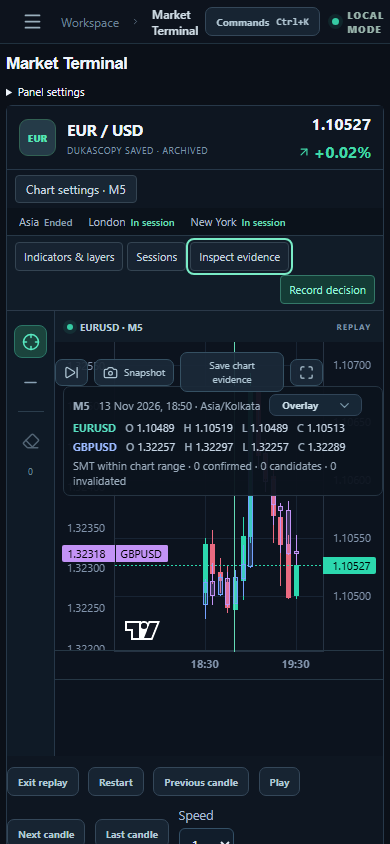 Workspace
Market Terminal
Commands Ctrl+K
LOCAL MODE
Market Terminal
Panel settings
EUR
EUR / USD
1.10527
DUKASCOPY SAVED · ARCHIVED
+0.02%
Chart settings · M5
Asia Ended London In session New York In session
Indicators & layers
Sessions
Inspect evidence
Record decision
EURUSD · M5
REPLAY
Snapshot
Save chart evidence
1.10700
M5 13 Nov 2026, 18:50 · Asia/Kolkata
Overlay
EURUSD O 1.10489 H 1.10519 L 1.10489 C 1.10513
GBPUSD O 1.32257 H 1.32297 L 1.32257 C 1.32289
SMT within chart range · 0 confirmed · 0 candidates · 0
invalidated
0
1.32350
1.10550
1.32318 GBPUSD
1.32300
1.10527
1.10500
1.32250
1.32200
18:30
19:30
Exit replay
Restart
Previous candle
Play
Next candle
Last candle
Speed